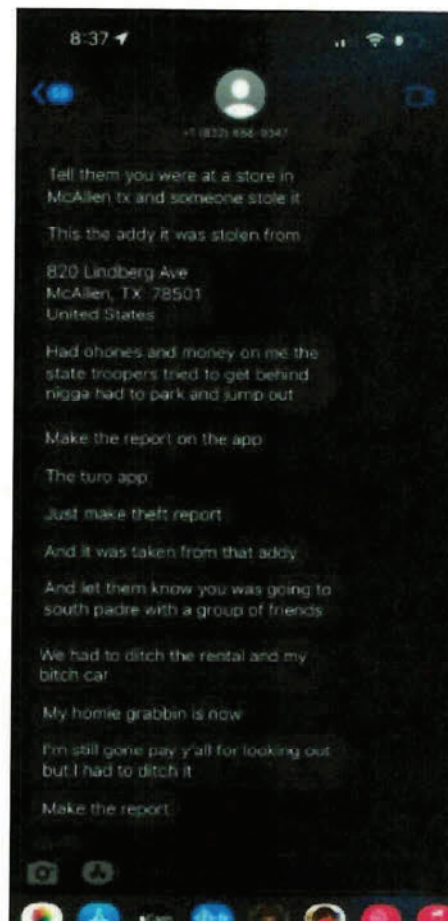 8:37
Tell them you were at a store in
McAllen tx and someone stole it
This the addy it was stolen from
820 Lindberg Ave
McAllen, TX 78501
United States
Had ohones and money on me the
state troopers tried to get behind
nigga had to park and jump out
Make the report on the app
The turo app
Just make theft report
And it was taken from that addy
And let them know you was going to
south padre with a group of friends
We had to ditch the rental and my
bitch car
My homie grabbin is now
I'm still gone pay y'all for looking out
but I had to ditch it
Make the report